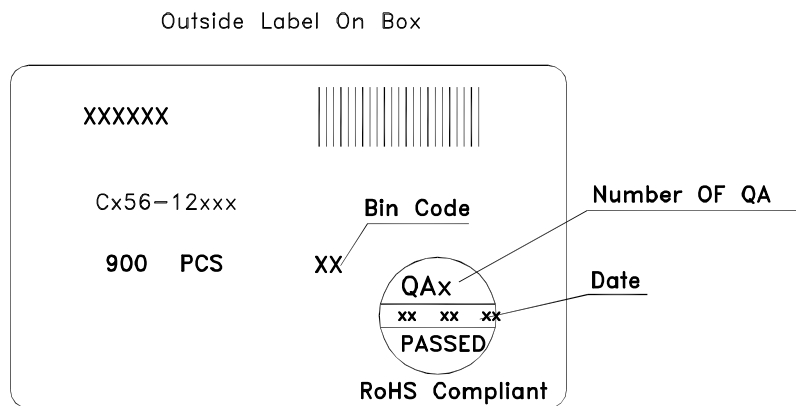 Outside Label On Box
XXXXXX
Cx56-12xxx
Bin Code
Number OF QA
900 PCS
XX
QAx
Date
xx xx xx
PASSED
RoHS Compliant